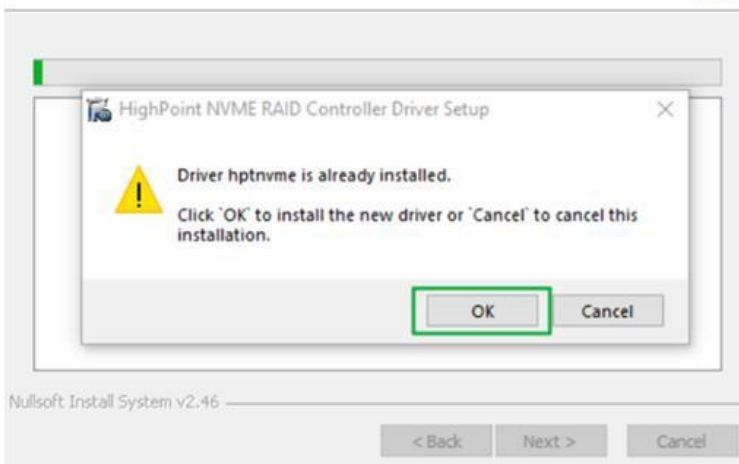 HighPoint NVME RAID Controller Driver Setup
Driver hptnvme is already installed.
Click `OK` to install the new driver or `Cancel` to cancel this
installation.
OK
Cancel
Nullsoft Install System v2.46
< Back
Next >
Cancel